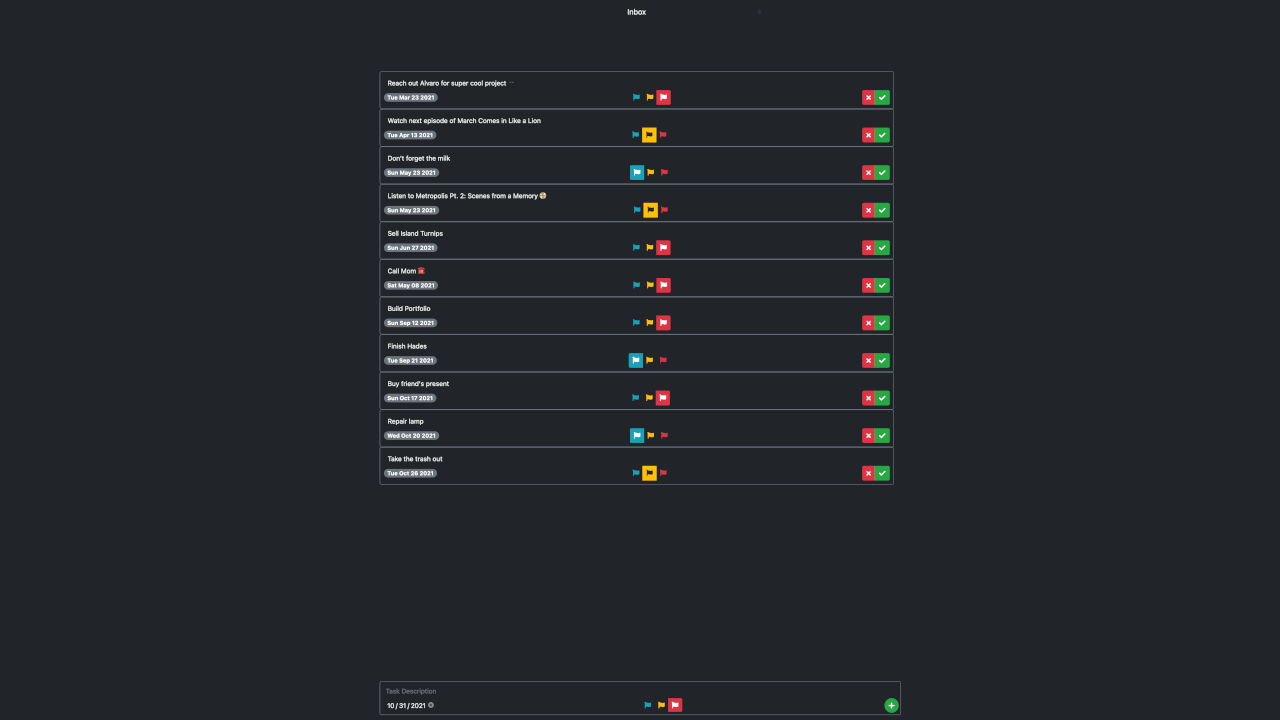 Inbox
Reach out Alvaro for super cool project
Tue Mar 23 2021
Watch next episode of March Comes in Like a Lion
Tue Apr 13 2021
Don't forget the milk
Sun May 23 2021
Listen to Metropolis Pt. 2: Scenes from a Memory
Sun May 23 2021
Sell Island Turnips
Sun Jun 27 2021
Call Mom
Sat May 08 2021
Build Portfolio
Sun Sep 12 2021
Finish Hades
Tue Sep 21 2021
Buy friend's present
Sun Oct 17 2021
Repair lamp
Wed Oct 20 2021
Take the trash out
Tue Oct 26 2021
Task Description
10/31/2021